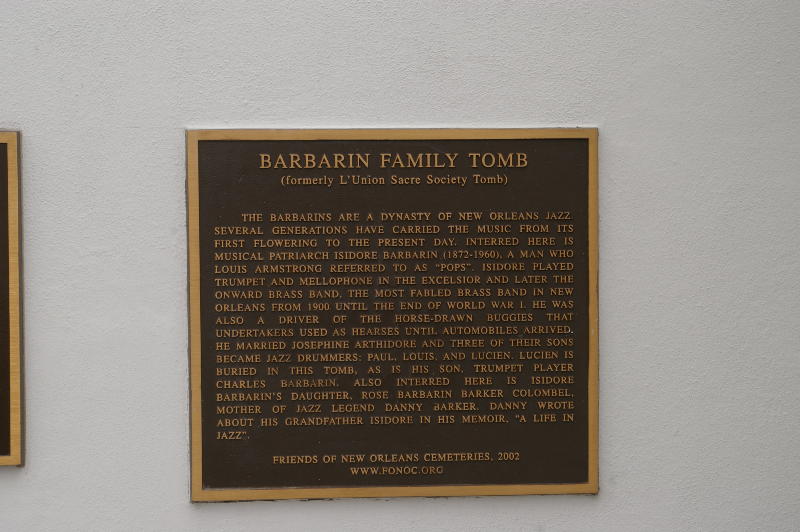 BARBARIN FAMILY TOMB
(formerly L'Union Sacre Society Tomb)
THE BARBARINS ARE A DYNASTY OF NEW ORLEANS JAZZ.
SEVERAL GENERATIONS HAVE CARRIED THE MUSIC FROM ITS
FIRST FLOWERING TO THE PRESENT DAY. INTERRED HERE IS
MUSICAL PATRIARCH ISIDORE BARBARIN (1872-1960), A MAN WHO
LOUIS ARMSTRONG REFERRED TO AS "POPS". ISIDORE PLAYED
TRUMPET AND MELLOPHONE IN THE EXCELSIOR AND LATER THE
ONWARD BRASS BAND, THE MOST FABLED BRASS BAND IN NEW
ORLEANS FROM 1900 UNTIL THE END OF WORLD WAR I. HE WAS
ALSO A DRIVER OF THE HORSE-DRAWN BUGGIES THAT
UNDERTAKERS USED AS HEARSES UNTIL AUTOMOBILES ARRIVED.
HE MARRIED JOSEPHINE ARTHIDORE AND THREE OF THEIR SONS
BECAME JAZZ DRUMMERS: PAUL, LOUIS, AND LUCIEN. LUCIEN IS
BURIED IN THIS TOMB, AS IS HIS SON, TRUMPET PLAYER
CHARLES BARBARIN. ALSO INTERRED HERE IS ISIDORE
BARBARIN'S DAUGHTER, ROSE BARBARIN BARKER COLOMBEL,
MOTHER OF JAZZ LEGEND DANNY BARKER. DANNY WROTE
ABOUT HIS GRANDFATHER ISIDORE IN HIS MEMOIR, "A LIFE IN
JAZZ".
FRIENDS OF NEW ORLEANS CEMETERIES, 2002
WWW.FONOC.ORG